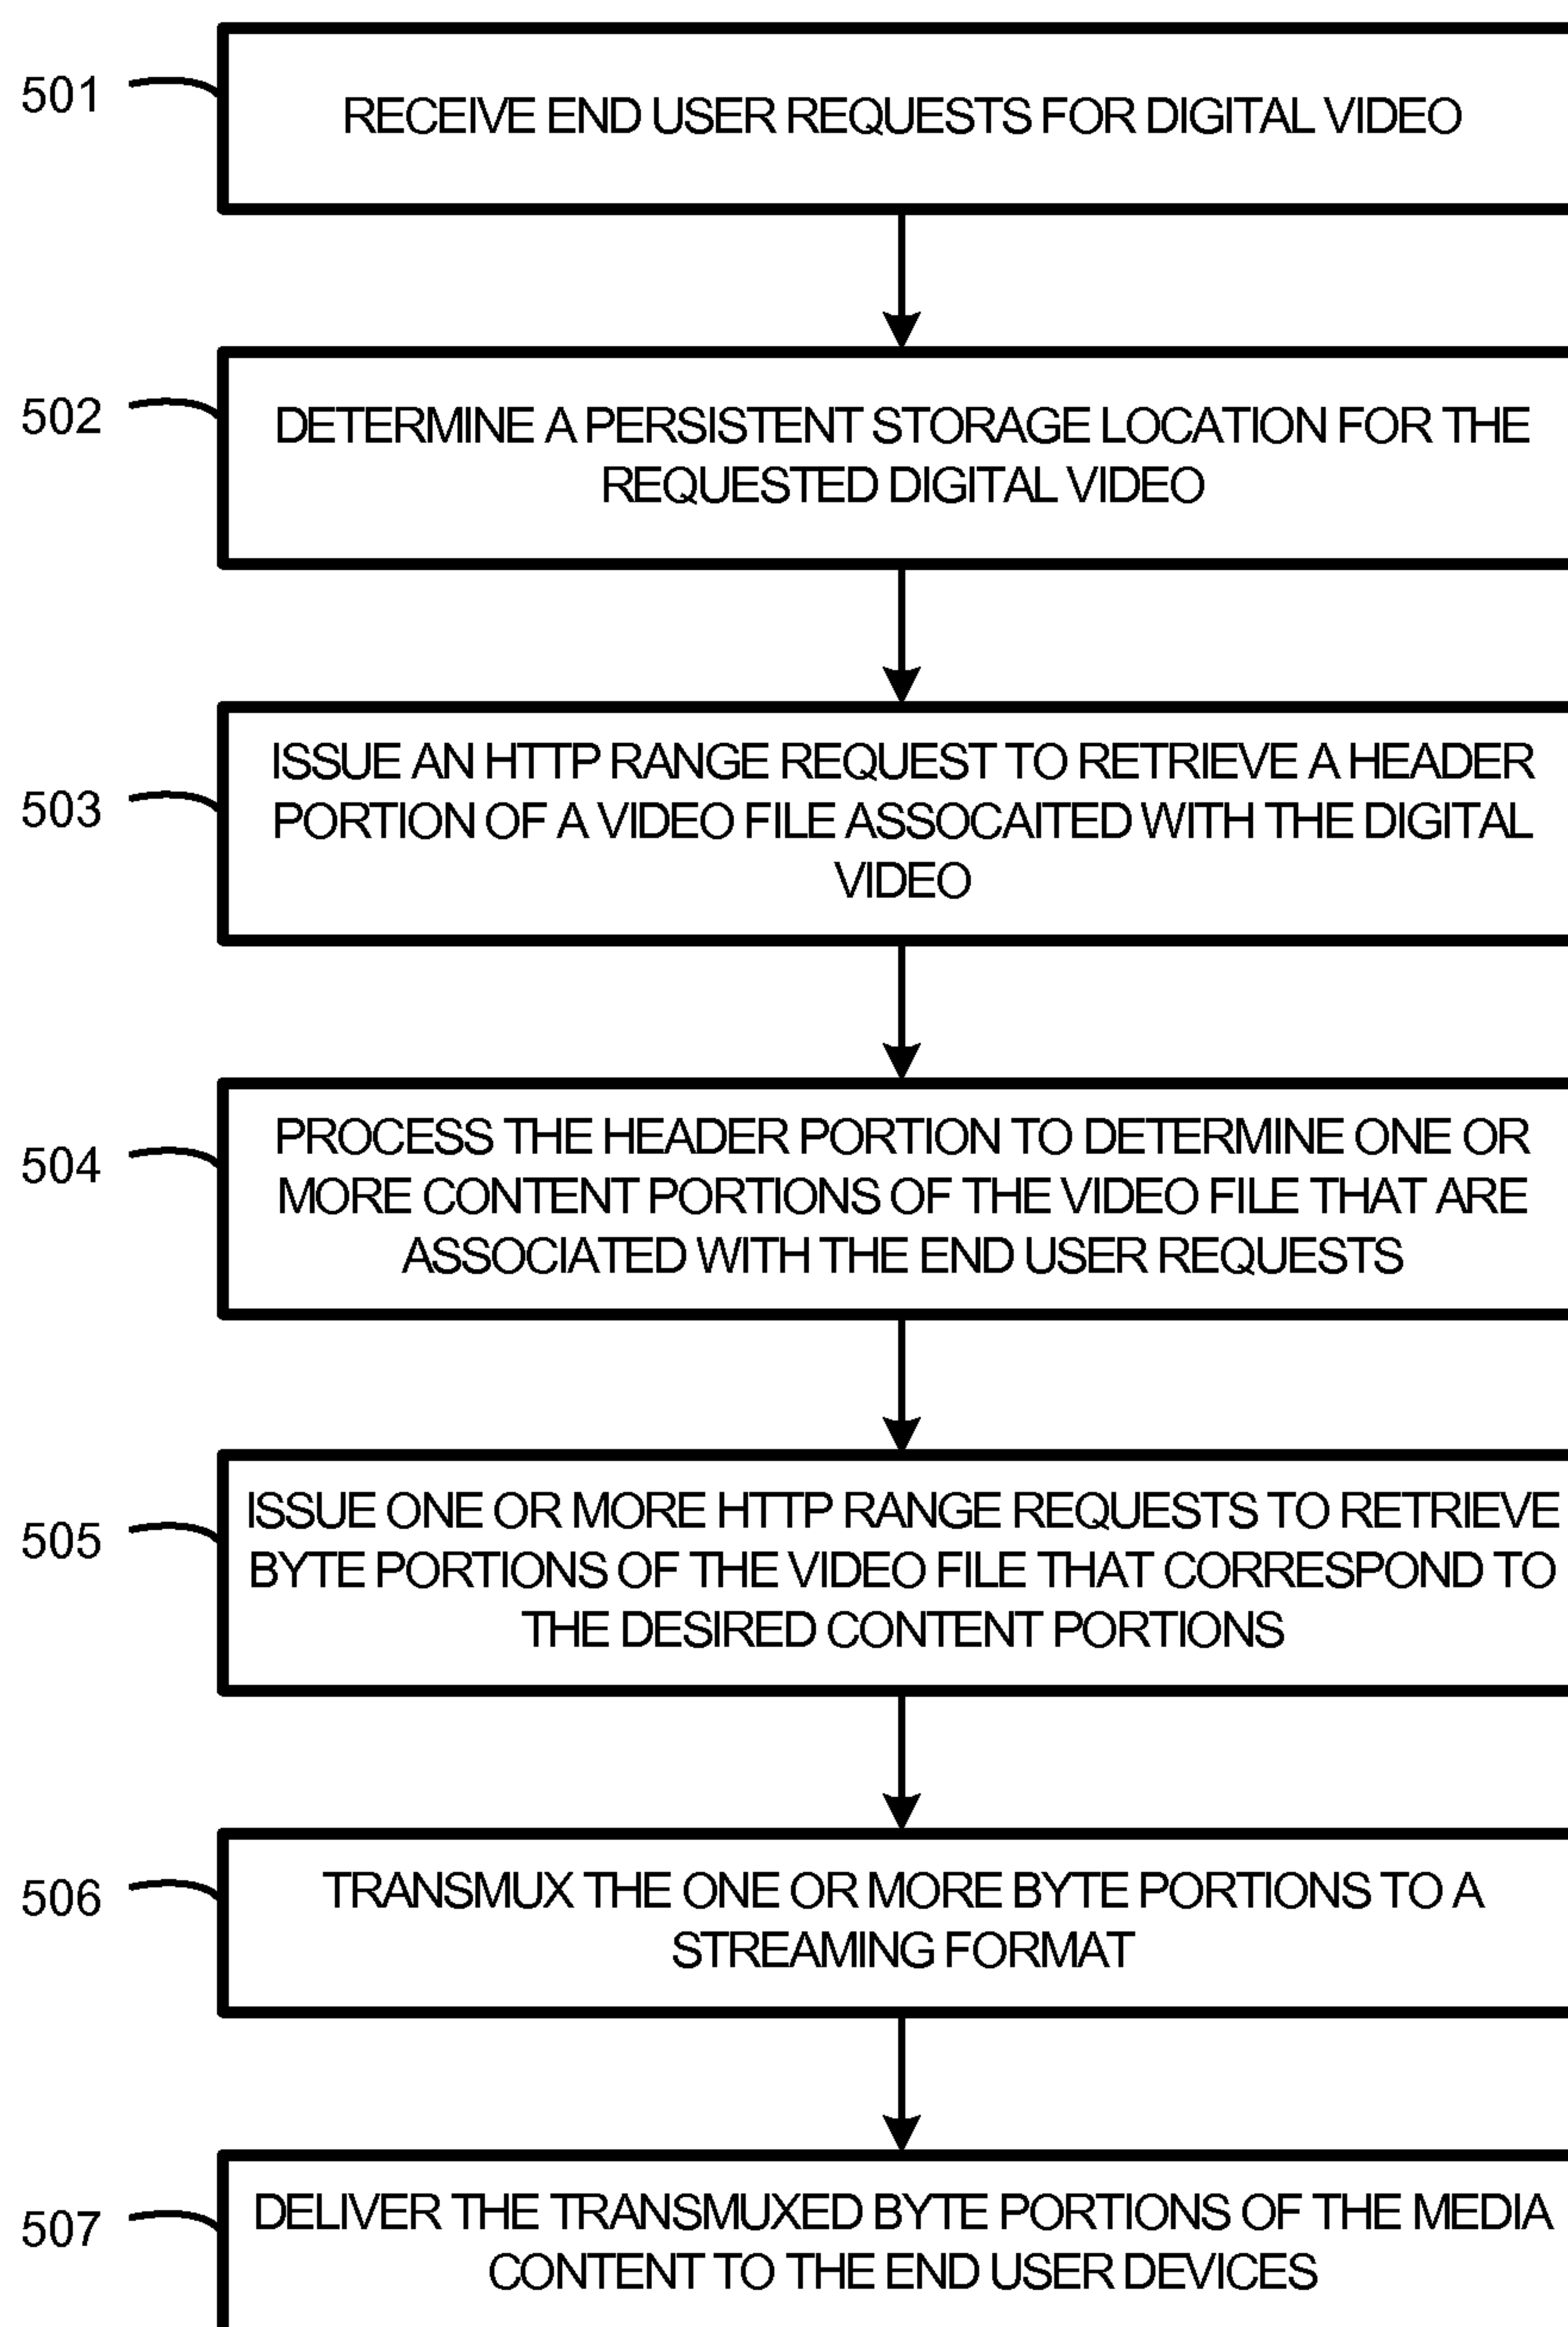 501
RECEIVE END USER REQUESTS FOR DIGITAL VIDEO
502
DETERMINE A PERSISTENT STORAGE LOCATION FOR THE
REQUESTED DIGITAL VIDEO
503
ISSUE AN HTTP RANGE REQUEST TO RETRIEVE A HEADER
PORTION OF A VIDEO FILE ASSOCAITED WITH THE DIGITAL
VIDEO
504
PROCESS THE HEADER PORTION TO DETERMINE ONE OR
MORE CONTENT PORTIONS OF THE VIDEO FILE THAT ARE
ASSOCIATED WITH THE END USER REQUESTS
505
ISSUE ONE OR MORE HTTP RANGE REQUESTS TO RETRIEVE
BYTE PORTIONS OF THE VIDEO FILE THAT CORRESPOND TO
THE DESIRED CONTENT PORTIONS
506
TRANSMUX THE ONE OR MORE BYTE PORTIONS TO A
STREAMING FORMAT
507
DELIVER THE TRANSMUXED BYTE PORTIONS OF THE MEDIA
CONTENT TO THE END USER DEVICES